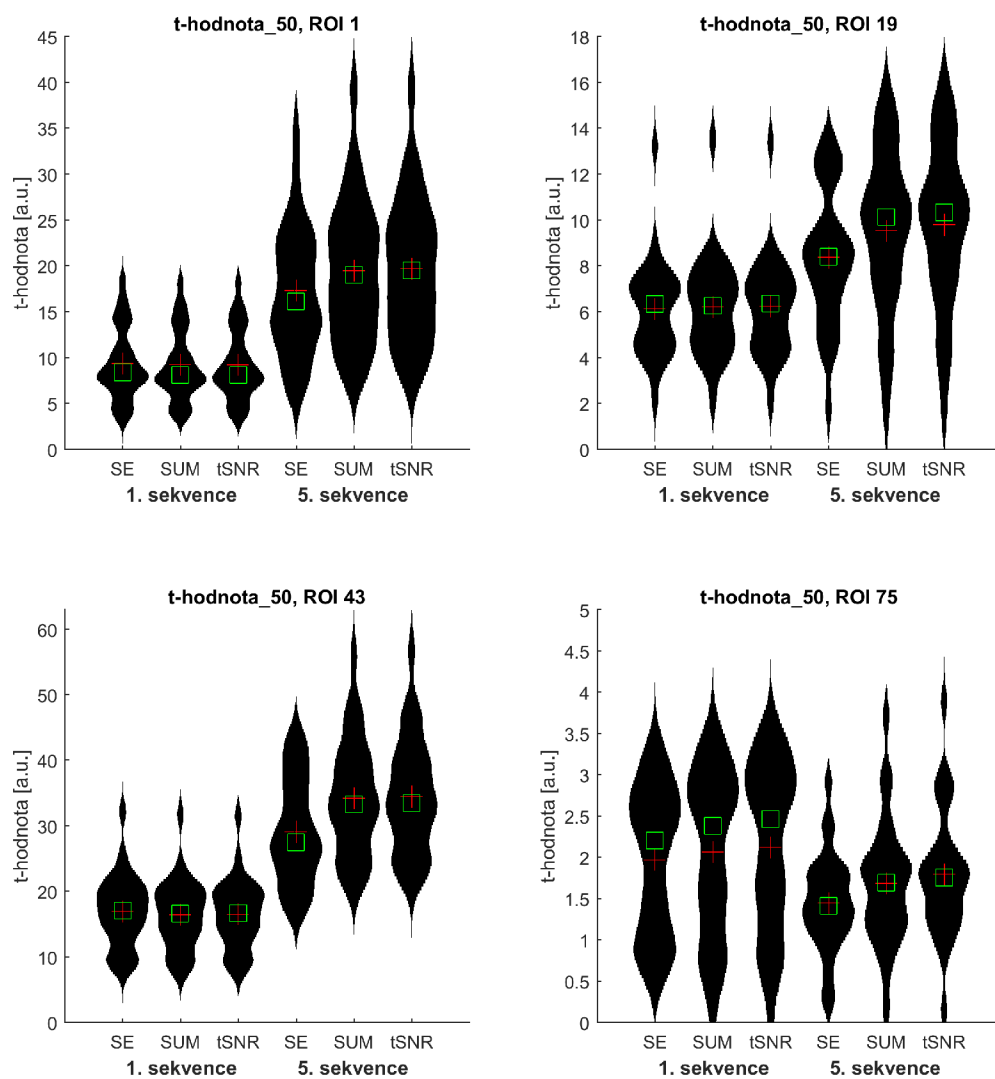 t-hodnota_50, ROI 1
t-hodnota [a.u.]
45
40
35
30
25
20
15
10
5
0
SE SUM tSNR SE SUM tSNR
1. sekvence 5. sekvence
t-hodnota_50, ROI 19
t-hodnota [a.u.]
18
16
14
12
10
8
6
4
2
0
SE SUM tSNR SE SUM tSNR
1. sekvence 5. sekvence
t-hodnota_50, ROI 43
t-hodnota [a.u.]
60
50
40
30
20
10
0
SE SUM tSNR SE SUM tSNR
1. sekvence 5. sekvence
t-hodnota_50, ROI 75
t-hodnota [a.u.]
5
4.5
4
3.5
3
2.5
2
1.5
1
0.5
0
SE SUM tSNR SE SUM tSNR
1. sekvence 5. sekvence